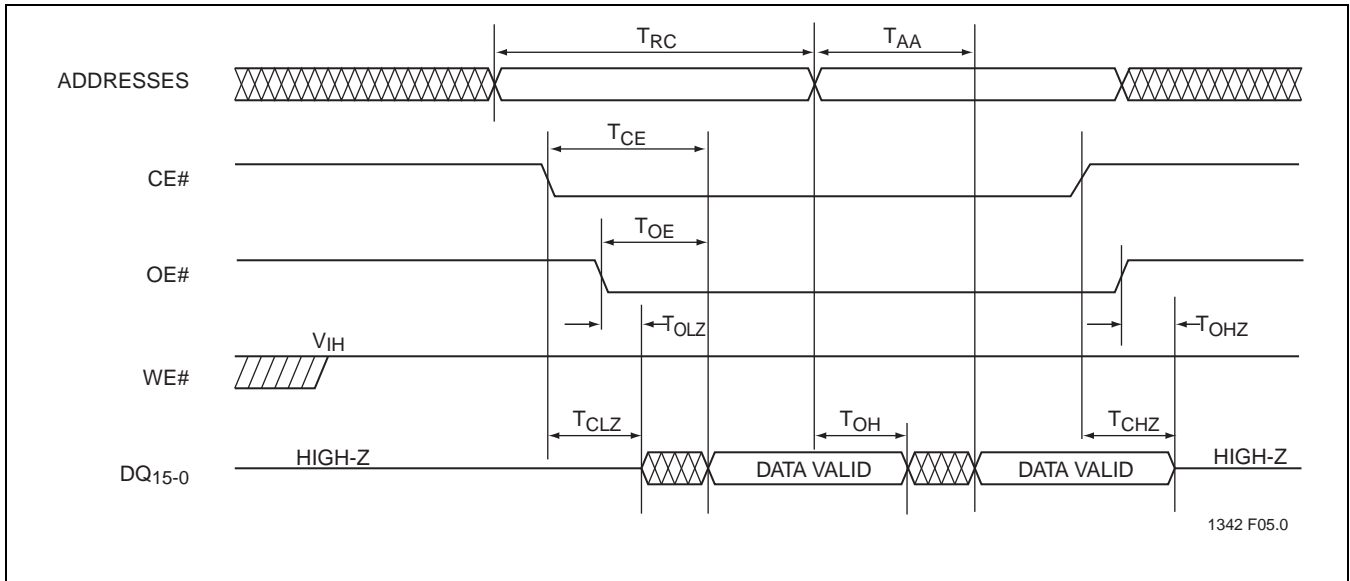 TRC TAA
ADDRESSES
TCE
CE#
TOE
OE#
TOLZ TOHZ
VIH
WE#
TCLZ TOH TCHZ
HIGH-Z DATA VALID DATA VALID HIGH-Z
DQ15-0
1342 F05.0